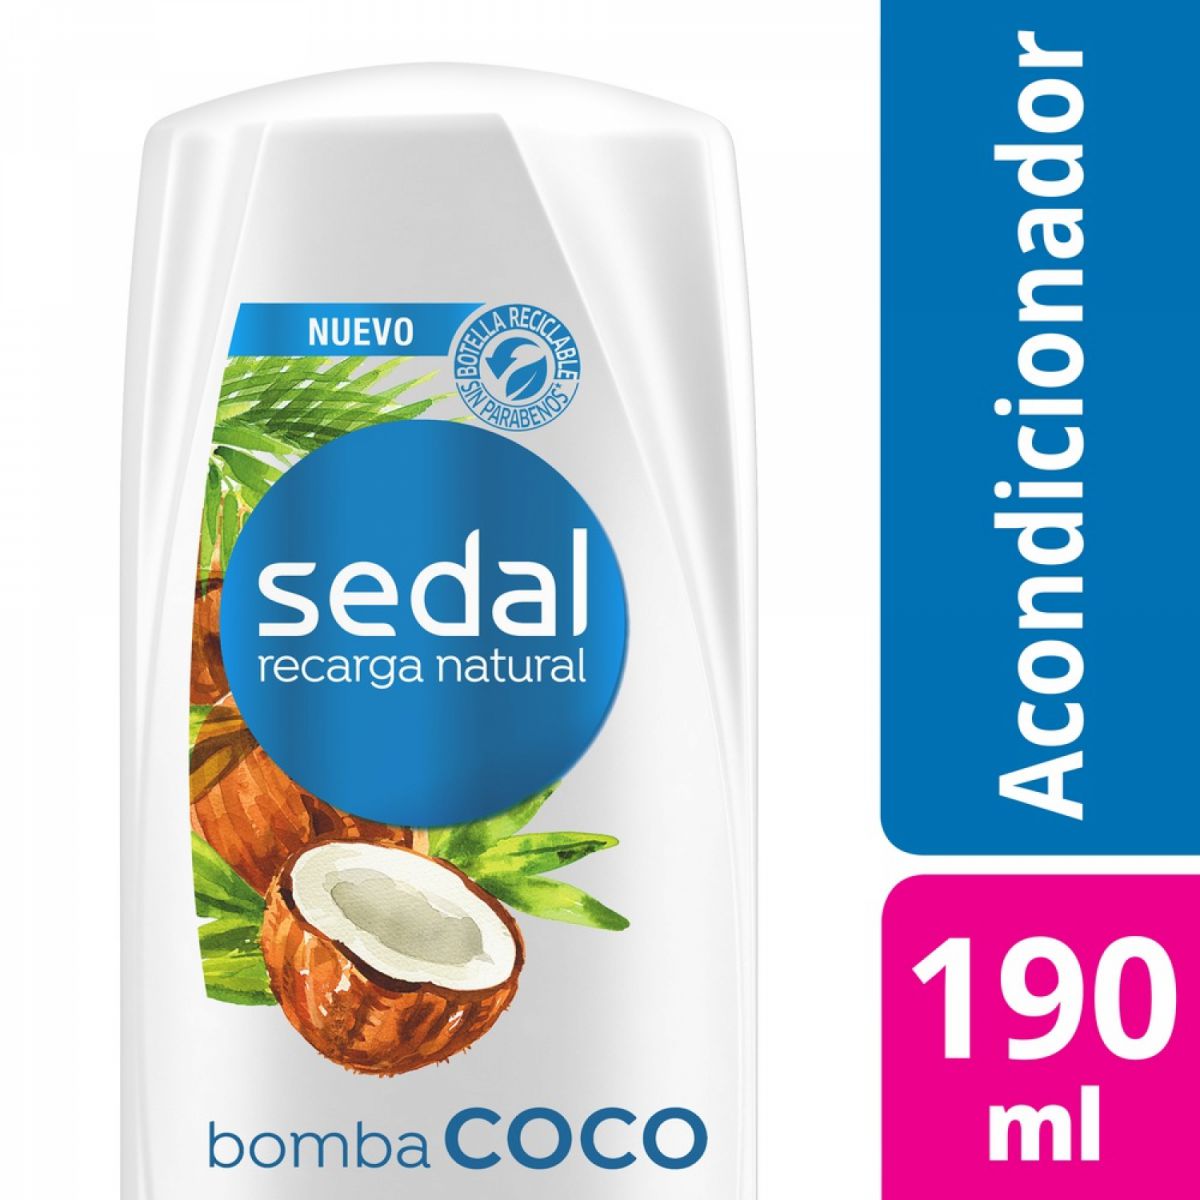 NUEVO
BOTELLA RECICLABLE
SIN PARABENOS*
sedal
recarga natural
bomba COCO
Acondicionador
190
ml